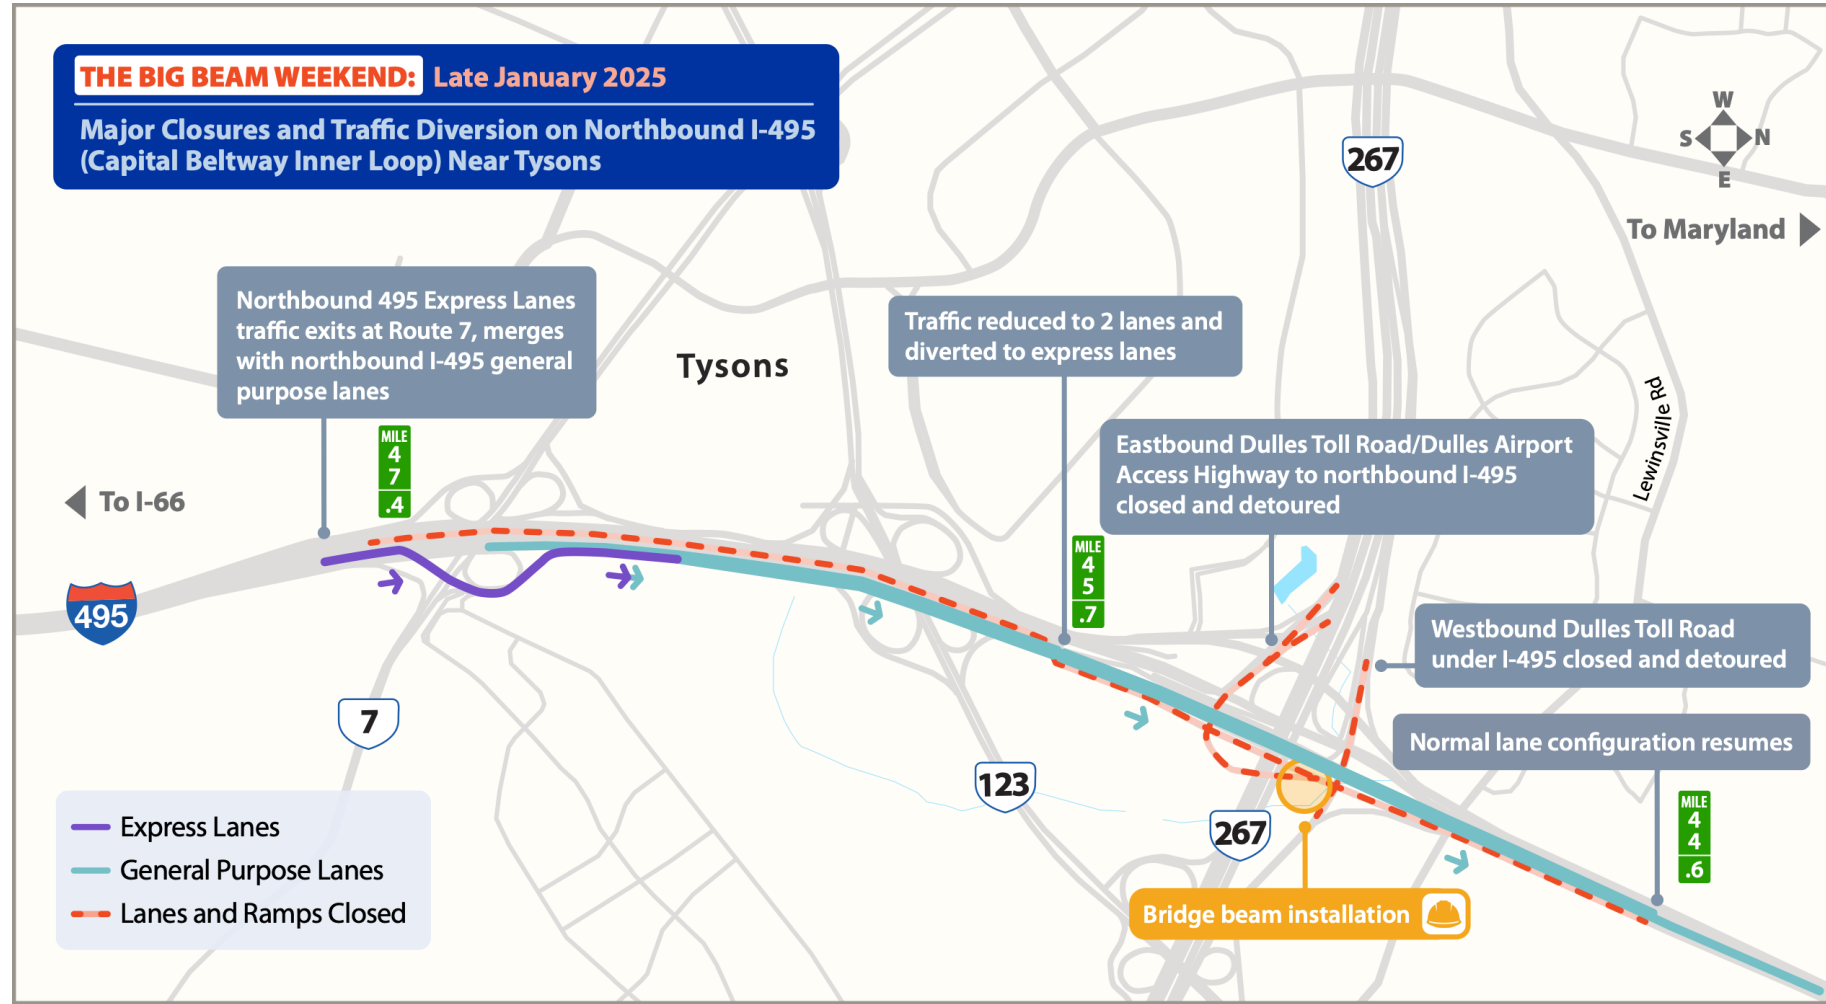 THE BIG BEAM WEEKEND: Late January 2025
Major Closures and Traffic Diversion on Northbound I-495
(Capital Beltway Inner Loop) Near Tysons
W
S
N
E
267
To Maryland
Northbound 495 Express Lanes
traffic exits at Route 7, merges
with northbound I-495 general
purpose lanes
Tysons
Traffic reduced to 2 lanes and
diverted to express lanes
Lewinsville Rd
Eastbound Dulles Toll Road/Dulles Airport
Access Highway to northbound I-495
closed and detoured
MILE
4
7
.4
To I-66
MILE
4
5
.7
495
Westbound Dulles Toll Road
under I-495 closed and detoured
7
Normal lane configuration resumes
123
267
MILE
4
4
.6
Express Lanes
General Purpose Lanes
Lanes and Ramps Closed
Bridge beam installation